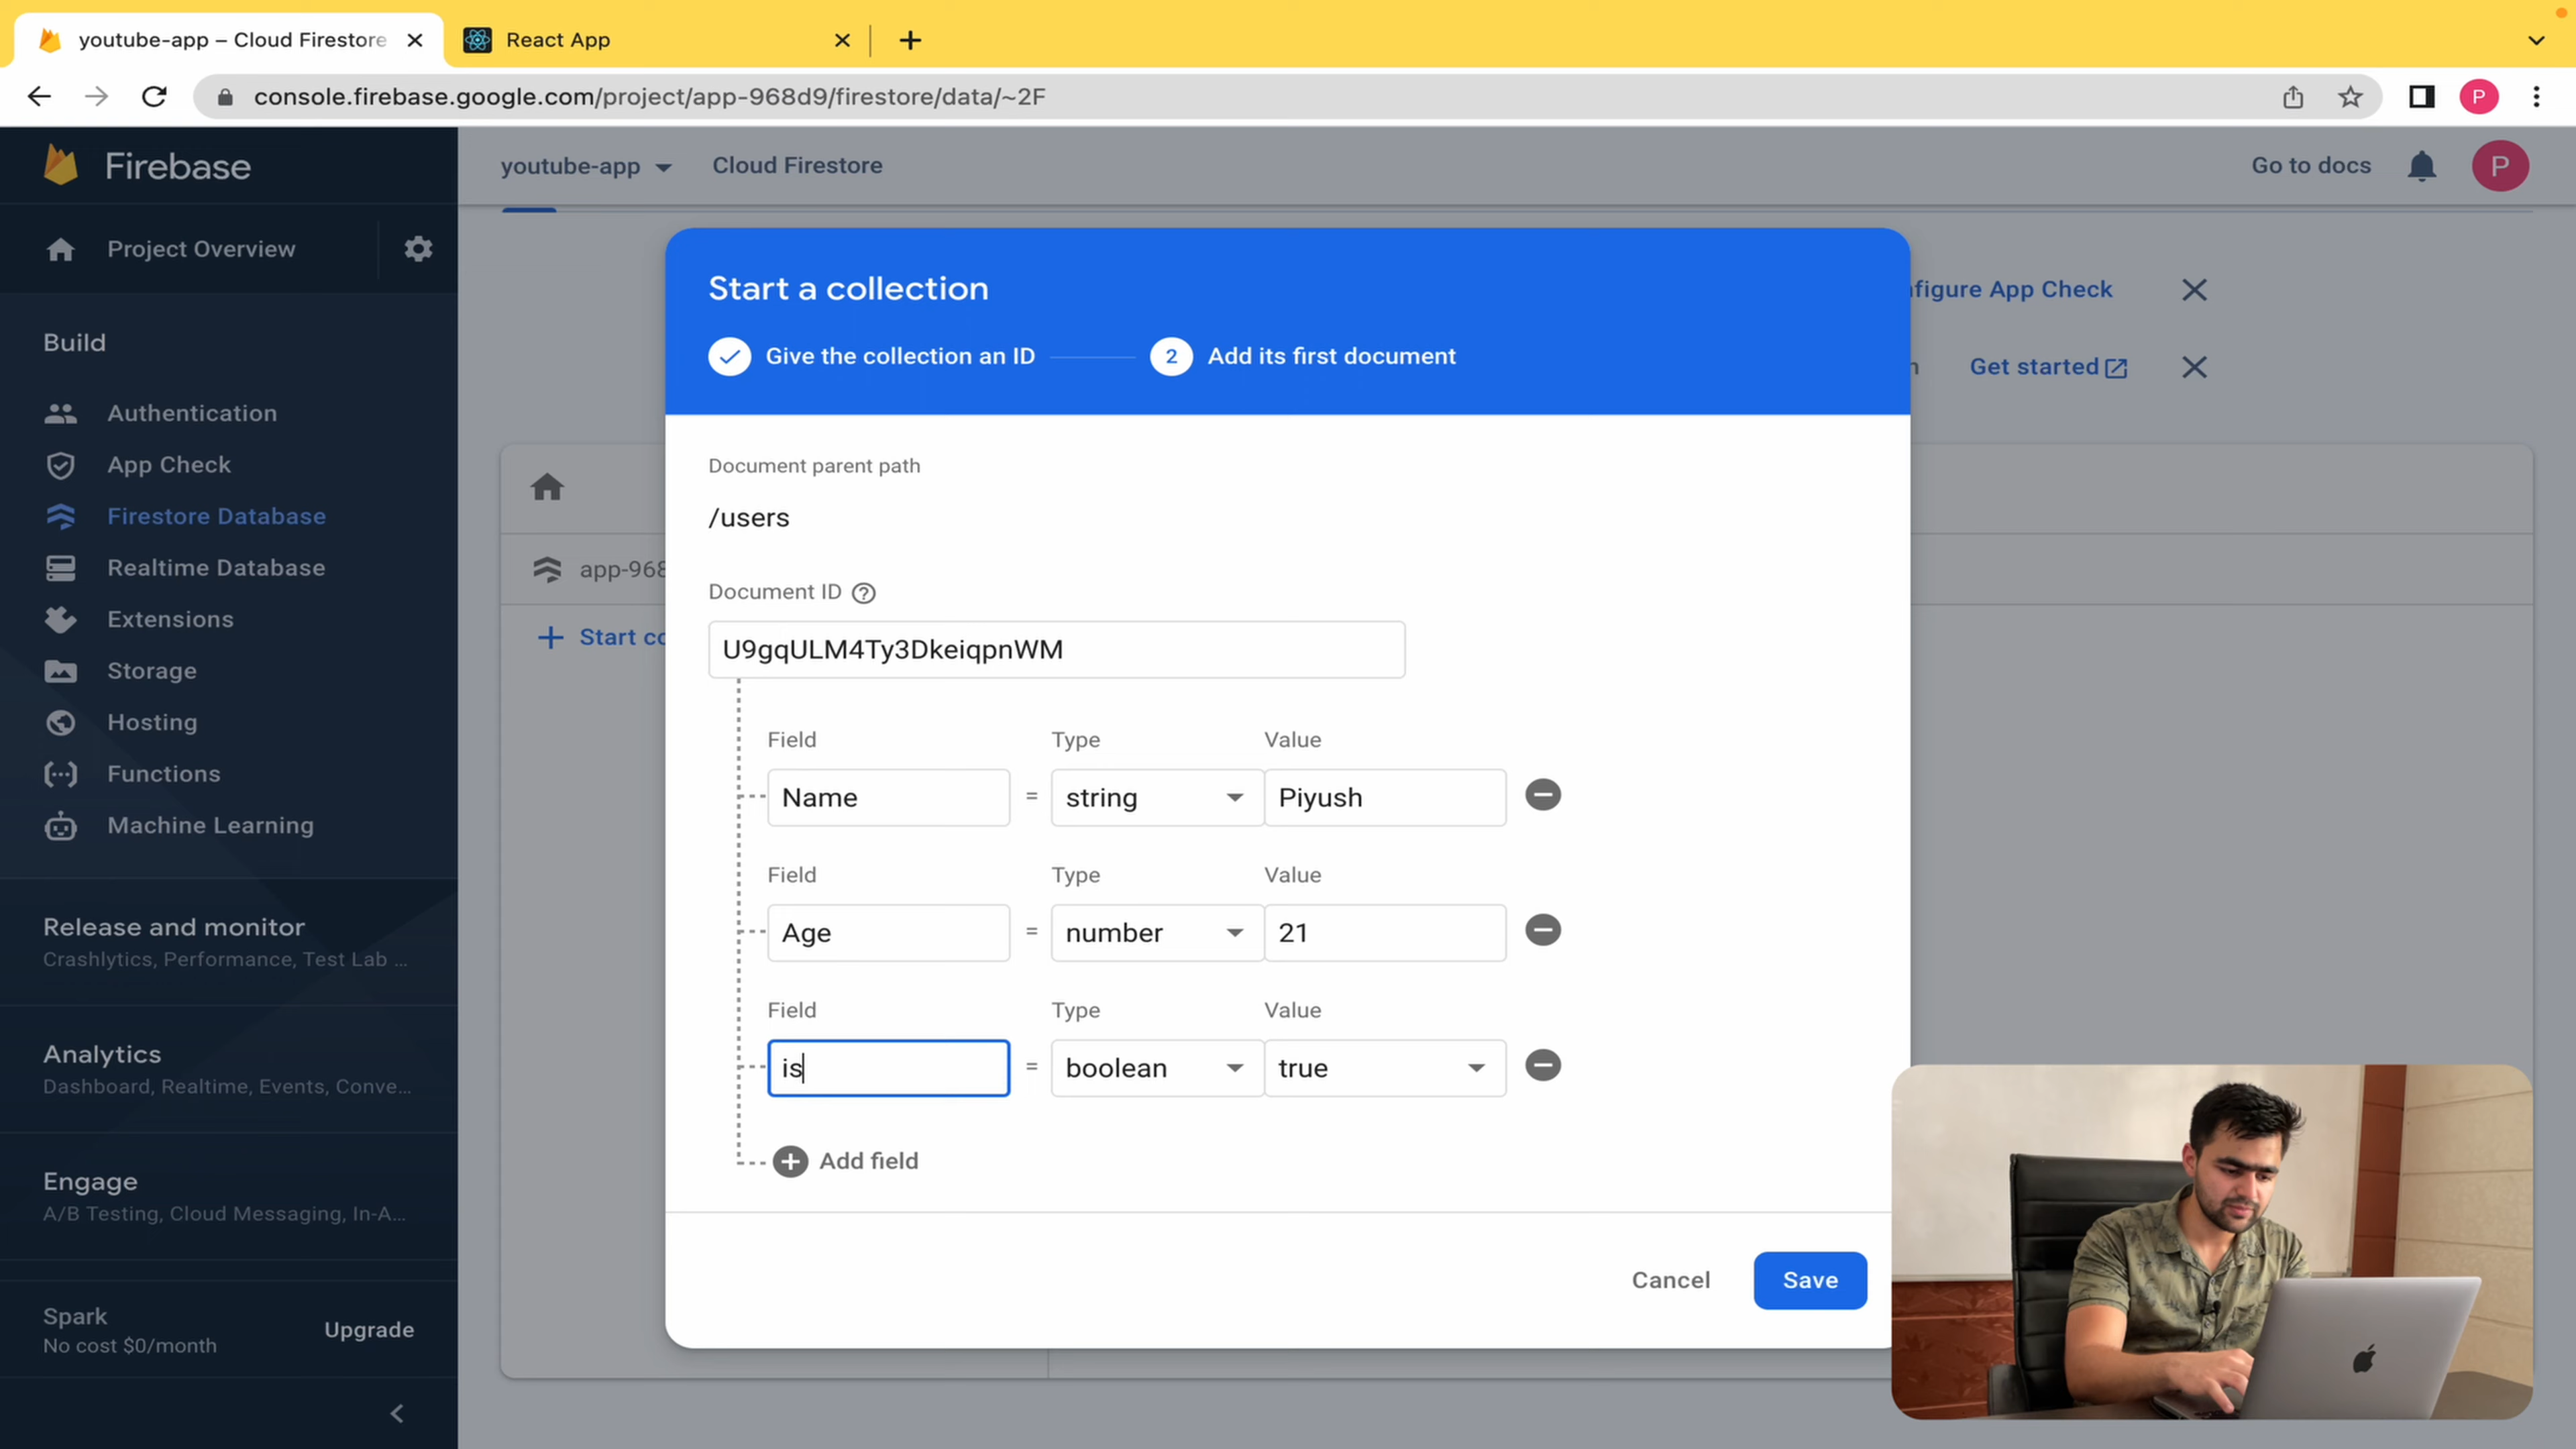 youtube-app – Cloud Firestore
React App
console.firebase.google.com/project/app-968d9/firestore/data/~2F
P
Firebase
youtube-app
Cloud Firestore
Go to docs
P
Project Overview
Start a collection
Give the collection an ID
2
Add its first document
figure App Check
n
Get started
Build
Authentication
App Check
Firestore Database
Realtime Database
Extensions
Storage
Hosting
Functions
Machine Learning
Release and monitor
Crashlytics, Performance, Test Lab ...
Analytics
Dashboard, Realtime, Events, Conve...
Engage
A/B Testing, Cloud Messaging, In-A...
Spark
No cost $0/month
Upgrade
app-968
Start co
Document parent path
/users
Document ID
U9gqULM4Ty3DkeiqpnWM
Field Type Value
Name = string Piyush
Field Type Value
Age = number 21
Field Type Value
is = boolean true
Add field
Cancel
Save